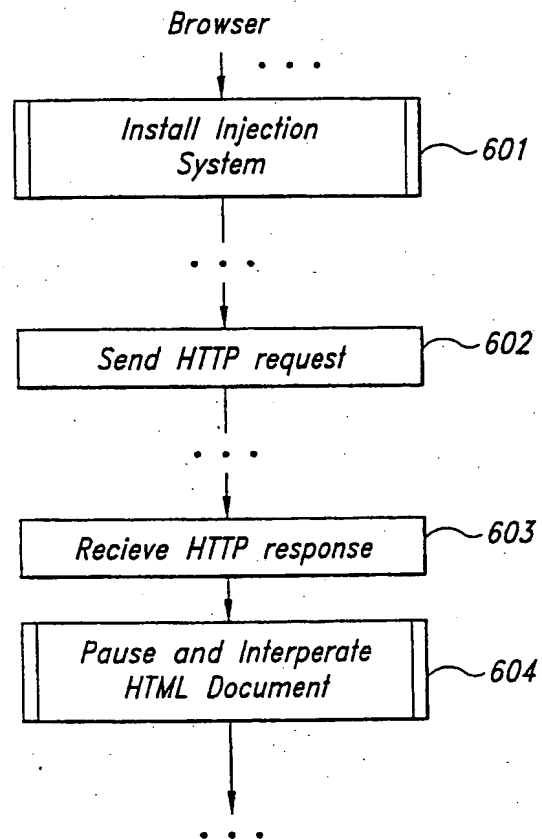 Browser
• • •
Install Injection
System
601
• • •
Send HTTP request
602
• • •
Recieve HTTP response
603
Pause and Interperate
HTML Document
604
• • •